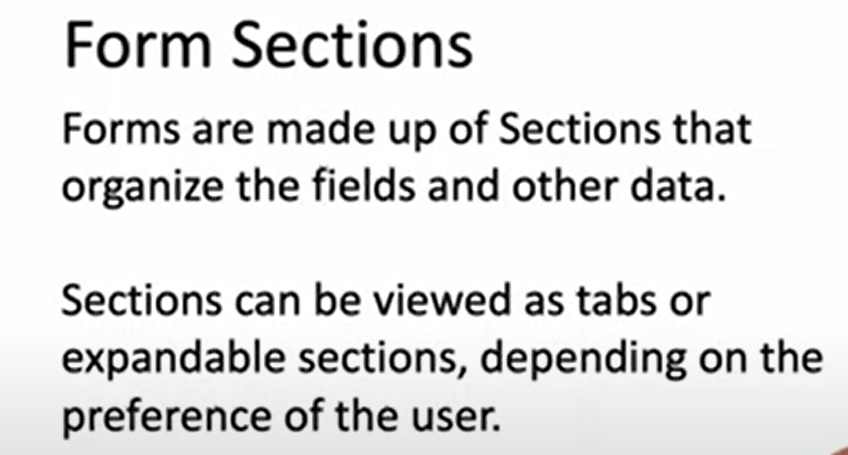 Form Sections
Forms are made up of Sections that
organize the fields and other data.
Sections can be viewed as tabs or
expandable sections, depending on the
preference of the user.